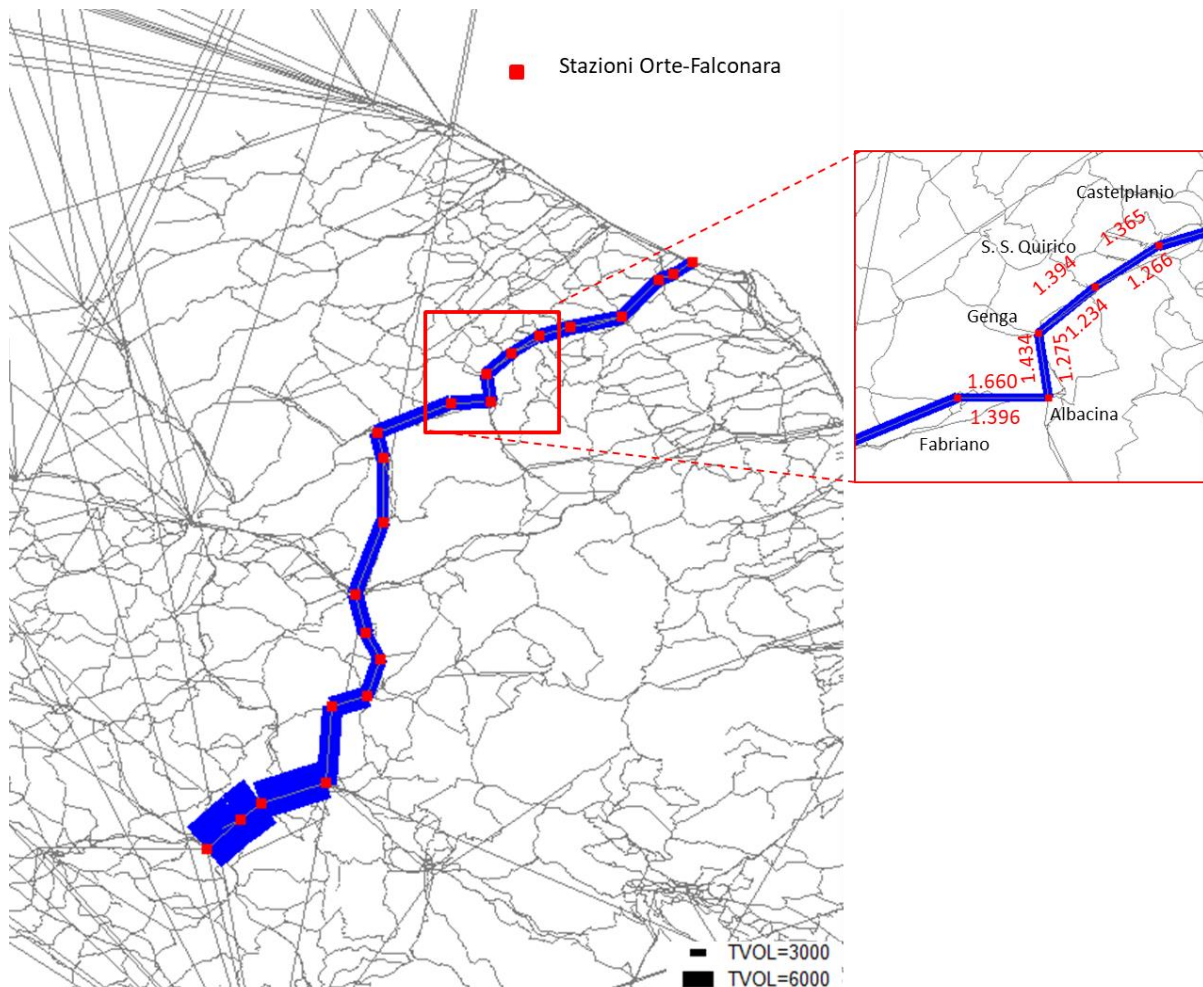 Stazioni Orte-Falconara
Castelplanio
1.365
S. S. Quirico
1.394
1.266
Genga
1.234
1.434
1.275
1.660
1.396
Albacina
Fabriano
TVOL=3000
TVOL=6000